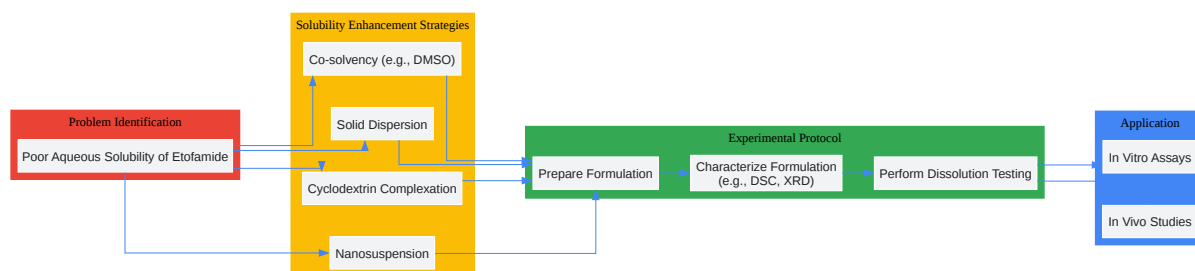 Problem Identification
Poor Aqueous Solubility of Etofamide
Solubility Enhancement Strategies
Co-solvency (e.g., DMSO)
Solid Dispersion
Cyclodextrin Complexation
Nanosuspension
Experimental Protocol
Prepare Formulation
Characterize Formulation
(e.g., DSC, XRD)
Perform Dissolution Testing
Application
In Vitro Assays
In Vivo Studies